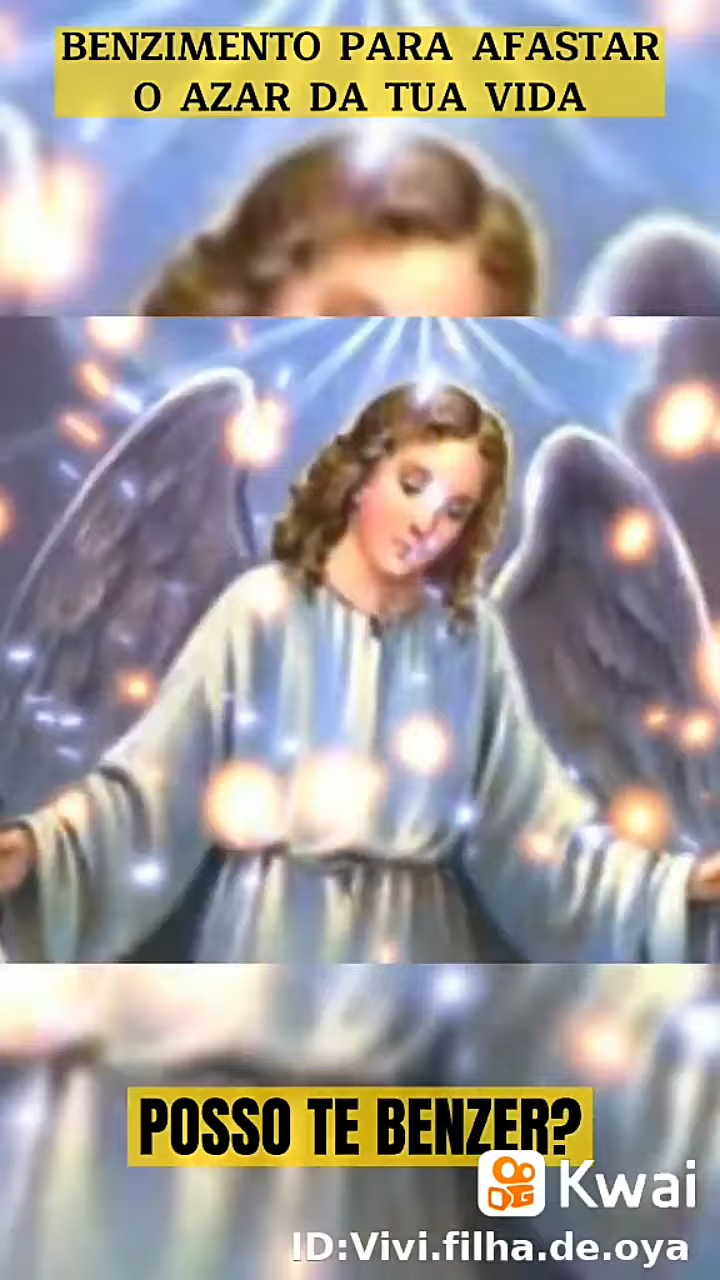 BENZIMENTO PARA AFASTAR
O AZAR DA TUA VIDA
POSSO TE BENZER?
Kwai
ID:Vivi.filha.de.oya